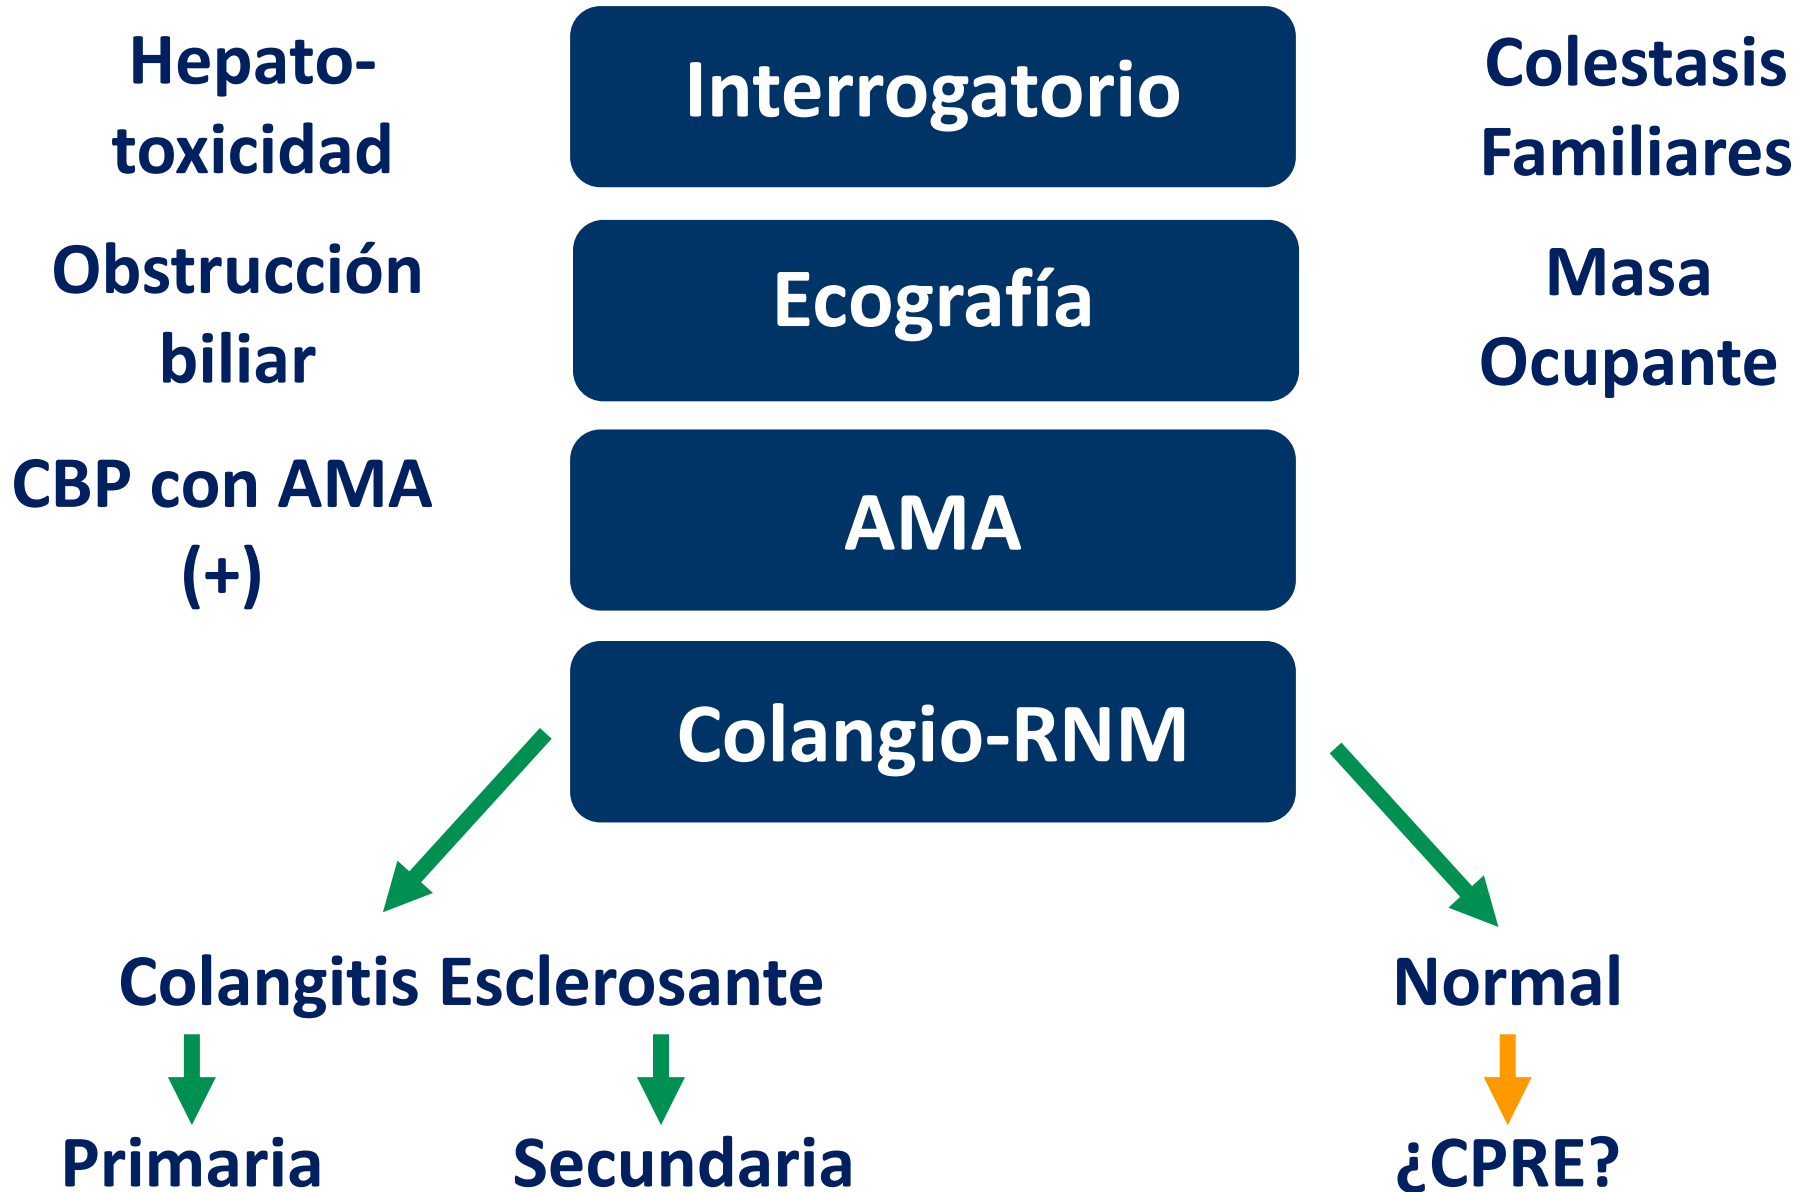 Hepato-
toxicidad
Interrogatorio
Colestasis
Familiares
Obstrucción
biliar
Ecografía
Masa
Ocupante
CBP con AMA
(+)
AMA
Colangio-RNM
Colangitis Esclerosante
Normal
Primaria
Secundaria
¿CPRE?